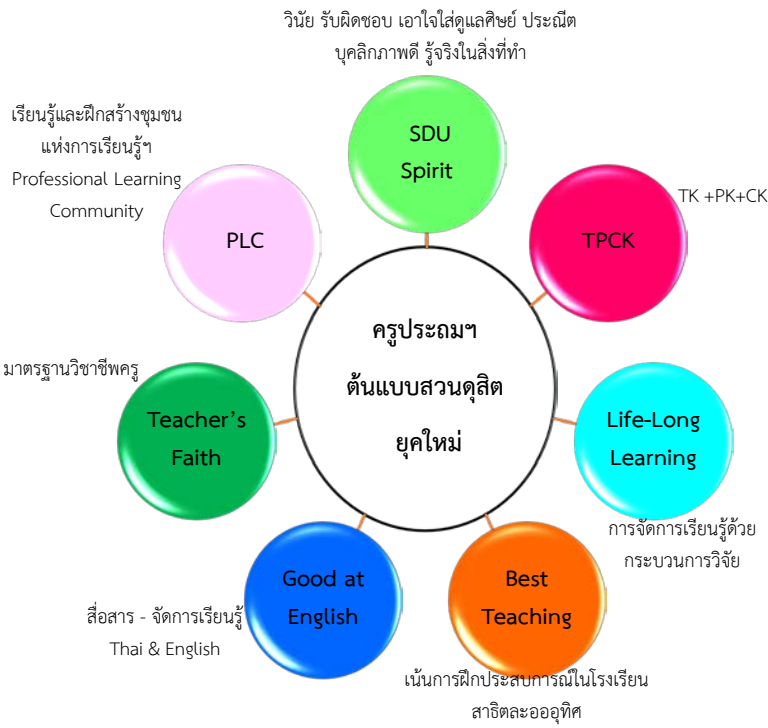 วินัย รับผิดชอบ เอาใจใส่ดูแลศิษย์ ประณีต
บุคลิกภาพดี รู้จริงในสิ่งที่ทำ
SDU
Spirit
เรียนรู้และฝึกสร้างชุมชน
แห่งการเรียนรู้ฯ
Professional Learning
Community
PLC
TPCK
TK +PK+CK
ครูประถมฯ
ต้นแบบสวนดุสิต
ยุคใหม่
มาตรฐานวิชาชีพครู
Teacher's
Faith
Life-Long
Learning
การจัดการเรียนรู้ด้วย
กระบวนการวิจัย
Good at
English
สื่อสาร - จัดการเรียนรู้
Thai & English
Best
Teaching
เน้นการฝึกประสบการณ์ในโรงเรียน
สาธิตละอออุทิศ